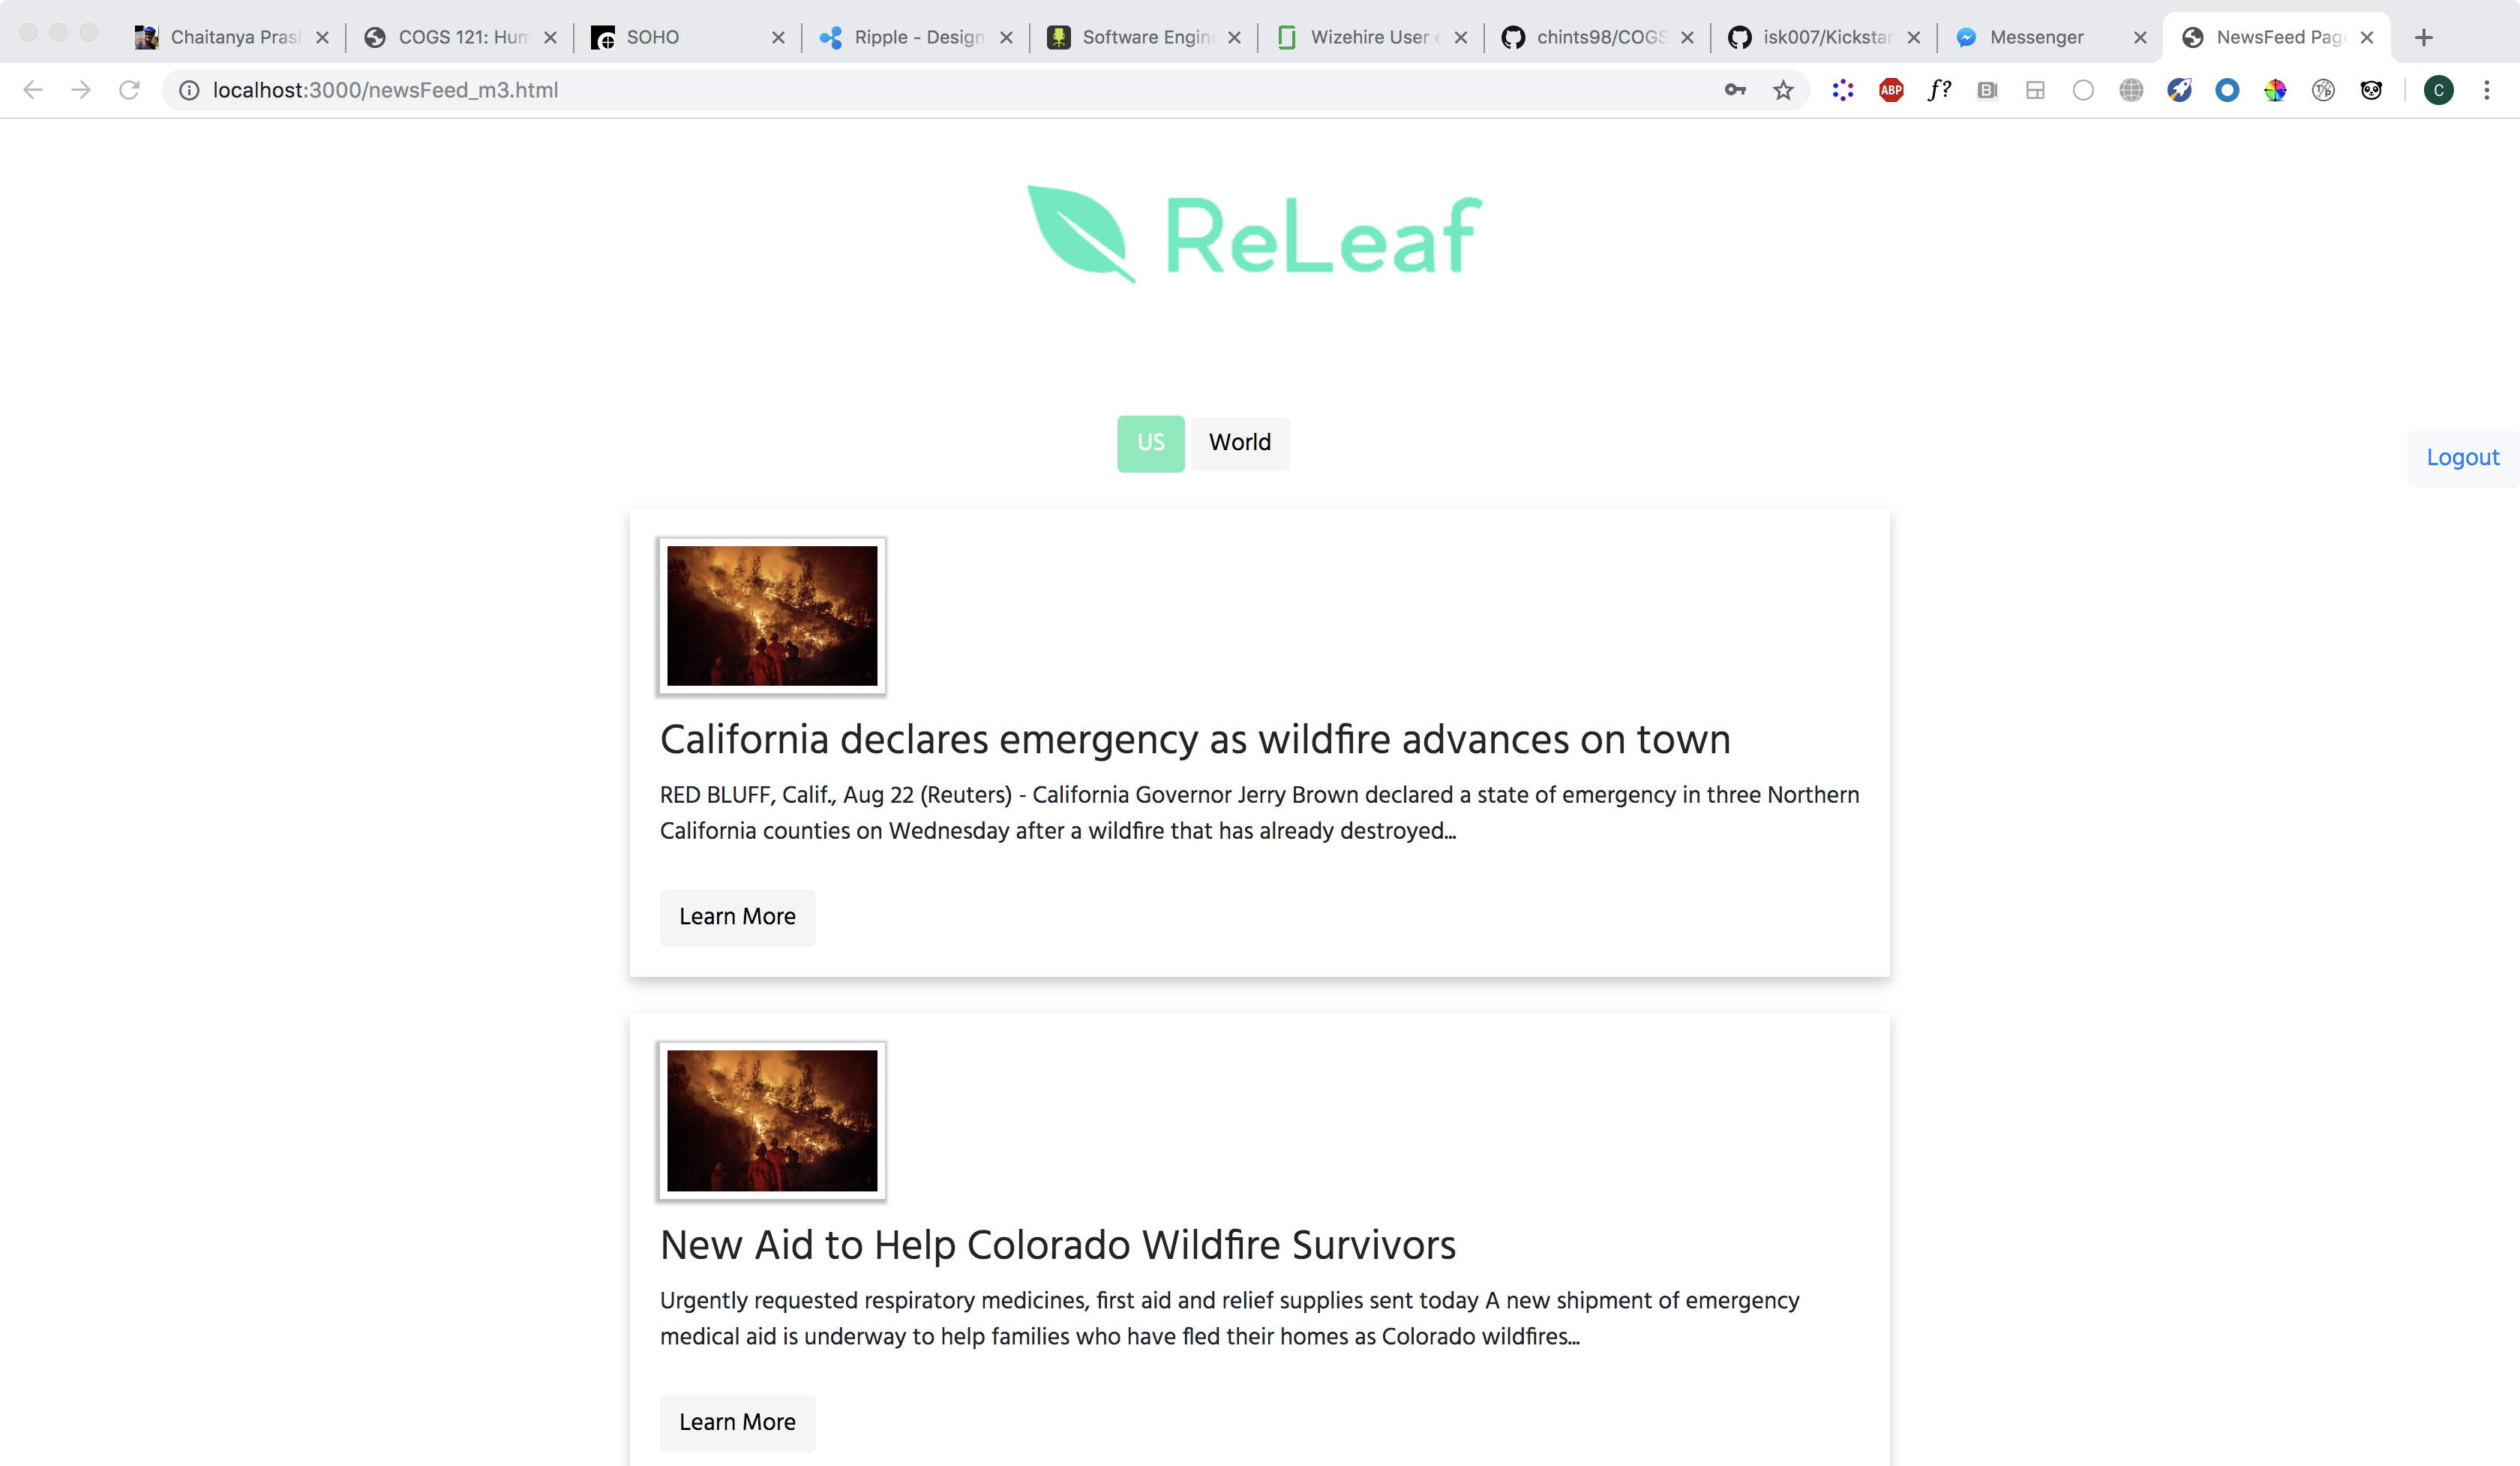 Chaitanya Pras
COGS 121: Hum
SOHO
Ripple - Design
Software Engin
Wizehire User e
chints98/COGS
isk007/Kickstar
Messenger
NewsFeed Pag
localhost:3000/newsFeed_m3.html
ABP
f?
C
ReLeaf
US
World
Logout
California declares emergency as wildfire advances on town
RED BLUFF, Calif., Aug 22 (Reuters) - California Governor Jerry Brown declared a state of emergency in three Northern
California counties on Wednesday after a wildfire that has already destroyed...
Learn More
New Aid to Help Colorado Wildfire Survivors
Urgently requested respiratory medicines, first aid and relief supplies sent today A new shipment of emergency
medical aid is underway to help families who have fled their homes as Colorado wildfires...
Learn More